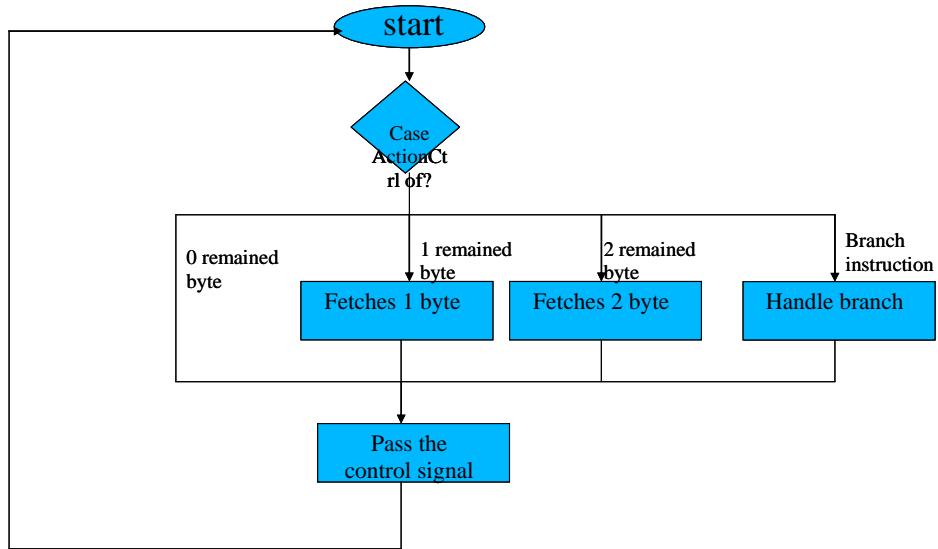 start
Case
ActionCt
rl of?
0 remained
byte
1 remained
byte
2 remained
byte
Branch
instruction
Fetches 1 byte
Fetches 2 byte
Handle branch
Pass the
control signal